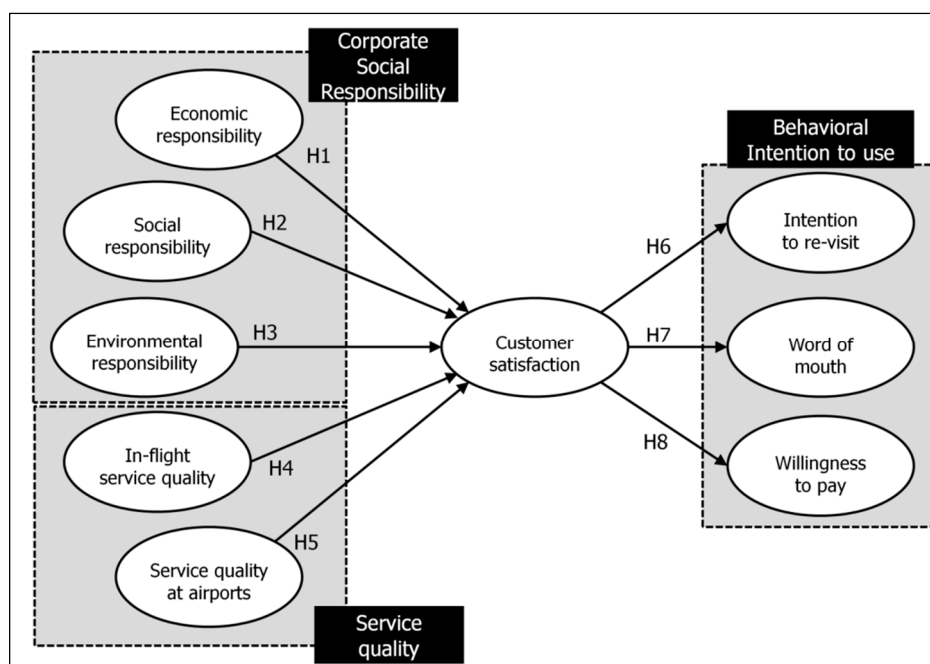 Corporate
Social
Responsibility
Economic
responsibility
H1
Social
responsibility
H2
Environmental
responsibility
H3
In-flight
service quality
H4
Service quality
at airports
H5
Service
quality
Customer
satisfaction
H6
H7
H8
Behavioral
Intention to use
Intention
to re-visit
Word of
mouth
Willingness
to pay